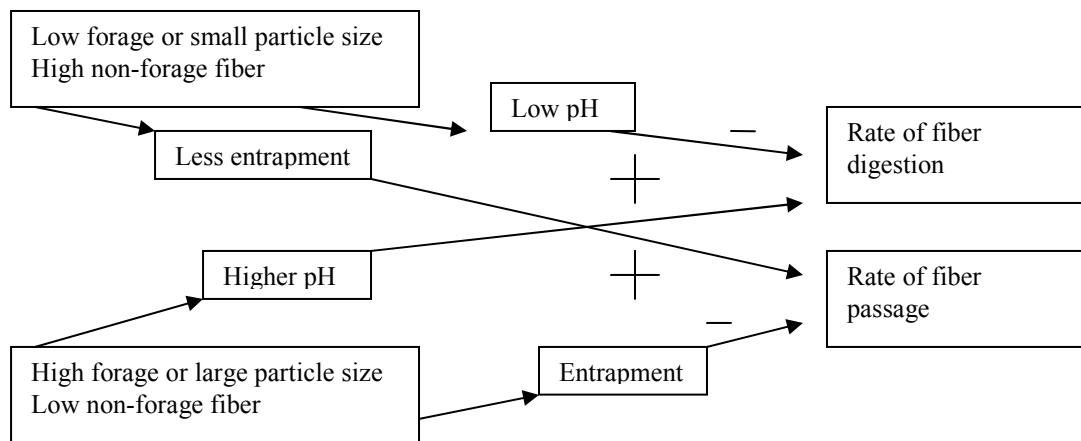 Low forage or small particle size
High non-forage fiber
Low pH
–
Rate of fiber
digestion
Less entrapment
+
Higher pH
+
Rate of fiber
passage
–
High forage or large particle size
Low non-forage fiber
Entrapment